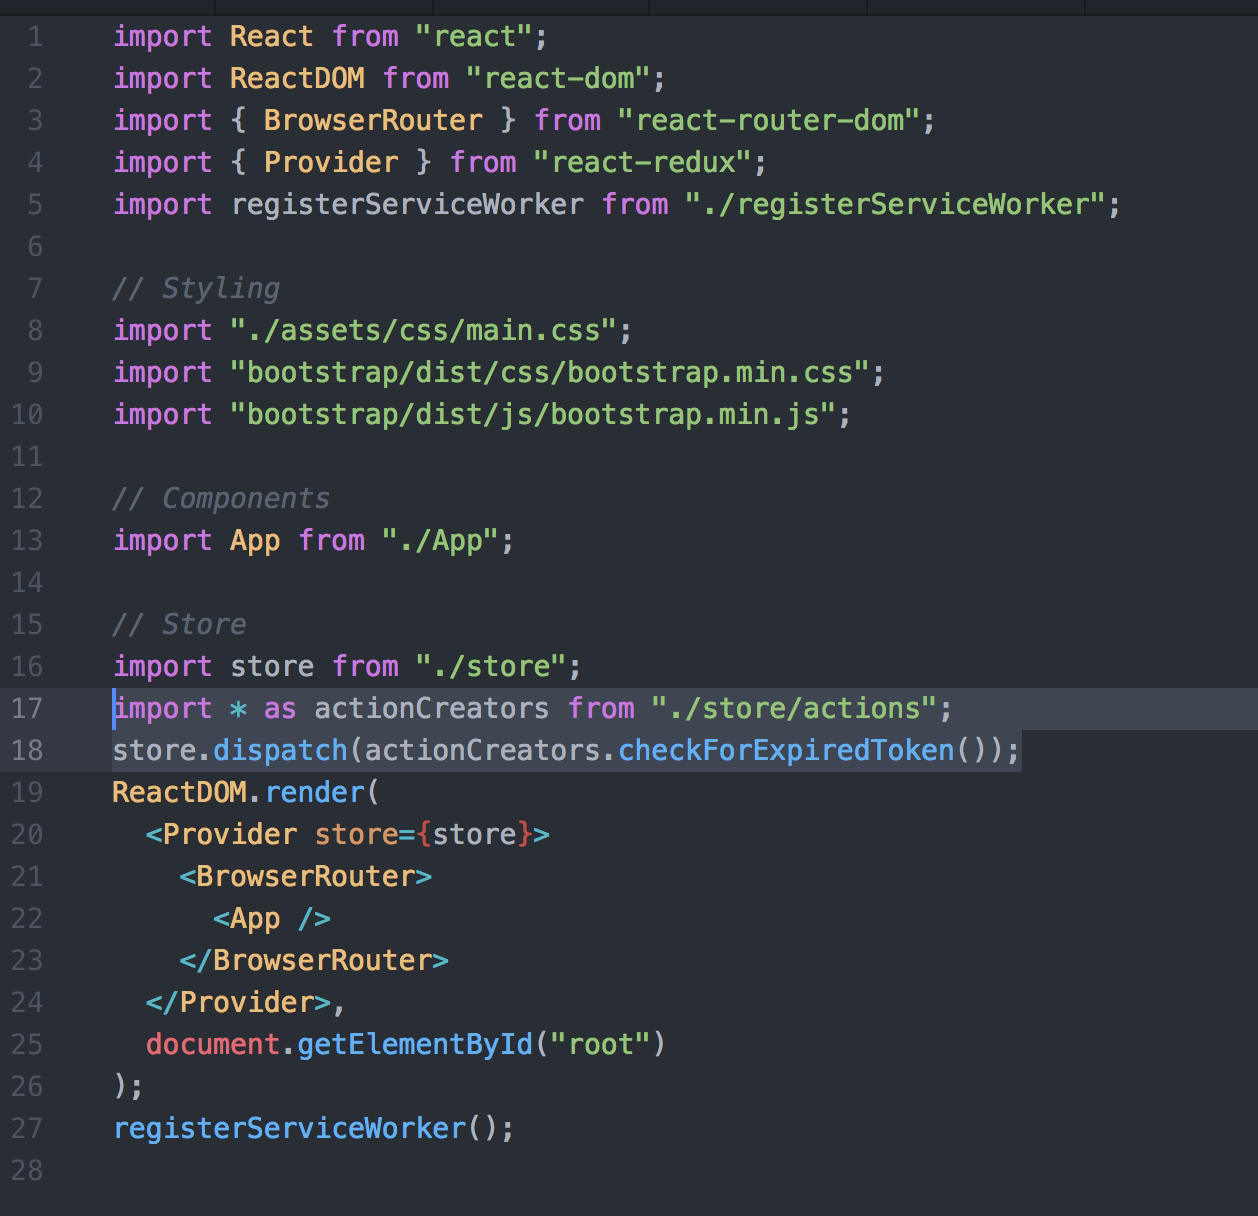 1 import React from "react";
2 import ReactDOM from "react-dom";
3 import { BrowserRouter } from "react-router-dom";
4 import { Provider } from "react-redux";
5 import registerServiceWorker from "./registerServiceWorker";
6
7 // Styling
8 import "./assets/css/main.css";
9 import "bootstrap/dist/css/bootstrap.min.css";
10 import "bootstrap/dist/js/bootstrap.min.js";
11
12 // Components
13 import App from "./App";
14
15 // Store
16 import store from "./store";
17 import * as actionCreators from "./store/actions";
18 store.dispatch(actionCreators.checkForExpiredToken());
19 ReactDOM.render(
20   <Provider store={store}>
21     <BrowserRouter>
22       <App />
23     </BrowserRouter>
24   </Provider>,
25   document.getElementById("root")
26 );
27 registerServiceWorker();
28